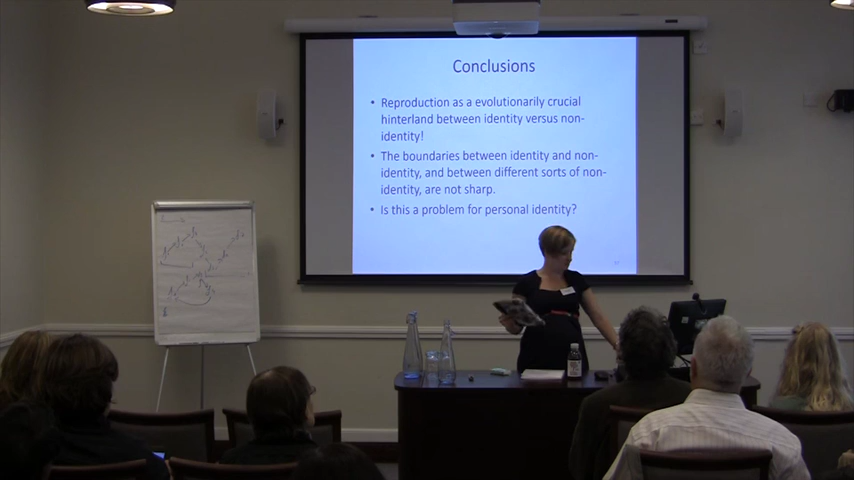 Conclusions
• Reproduction as a evolutionarily crucial
hinterland between identity versus non-
identity!
• The boundaries between identity and non-
identity, and between different sorts of non-
identity, are not sharp.
• Is this a problem for personal identity?